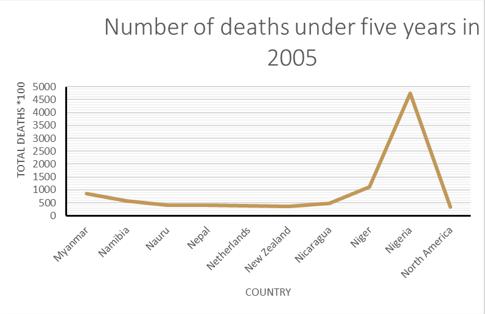 Number of deaths under five years in
2005
TOTAL DEATHS *100
5000
4500
4000
3500
3000
2500
2000
1500
1000
500
0
Myanmar
Namibia
Nauru
Nepal
Netherlands
New Zealand
Nicaragua
Niger
Nigeria
North America
COUNTRY